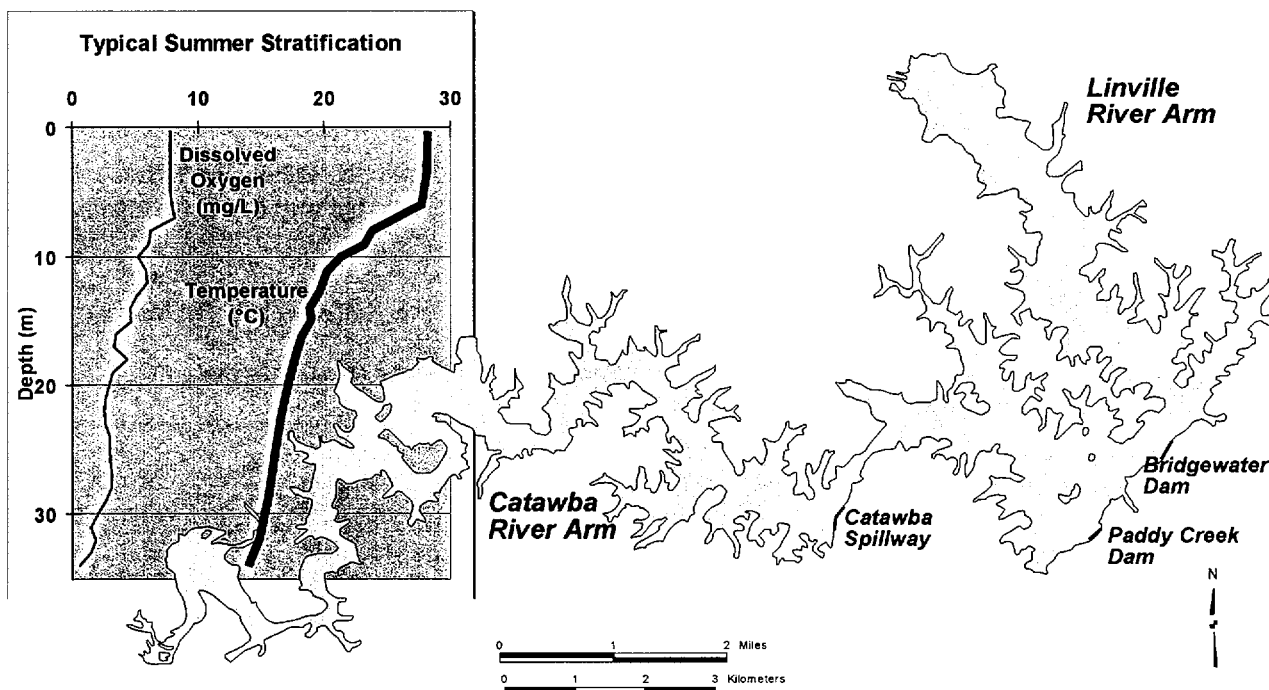 Typical Summer Stratification
0 10 20 30
0
Dissolved
Oxygen
(mg/L)
10
Temperature
(°C)
Depth (m)
20
30
Linville
River Arm
Catawba
River Arm
Catawba
Spillway
Bridgewater
Dam
Paddy Creek
Dam
N
0 1 2 Miles
0 1 2 3 Kilometers